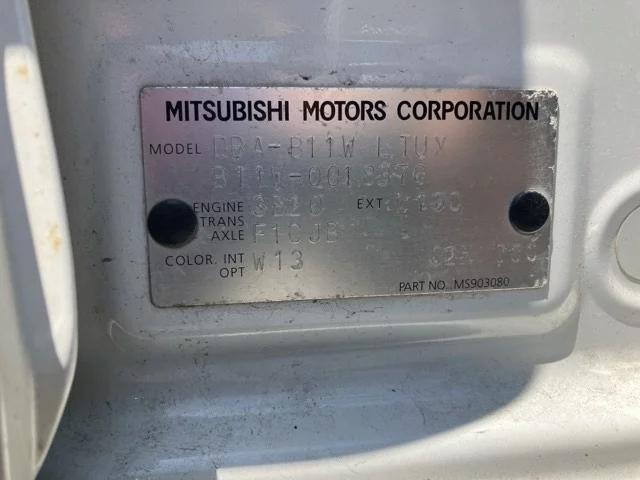 MITSUBISHI MOTORS CORPORATION
MODEL DBA-B11W LTUX
ENGINE 3B20 EXT.
TRANS
AXLE F1CJB
COLOR. INT W13
OPT
PART NO. MS903080